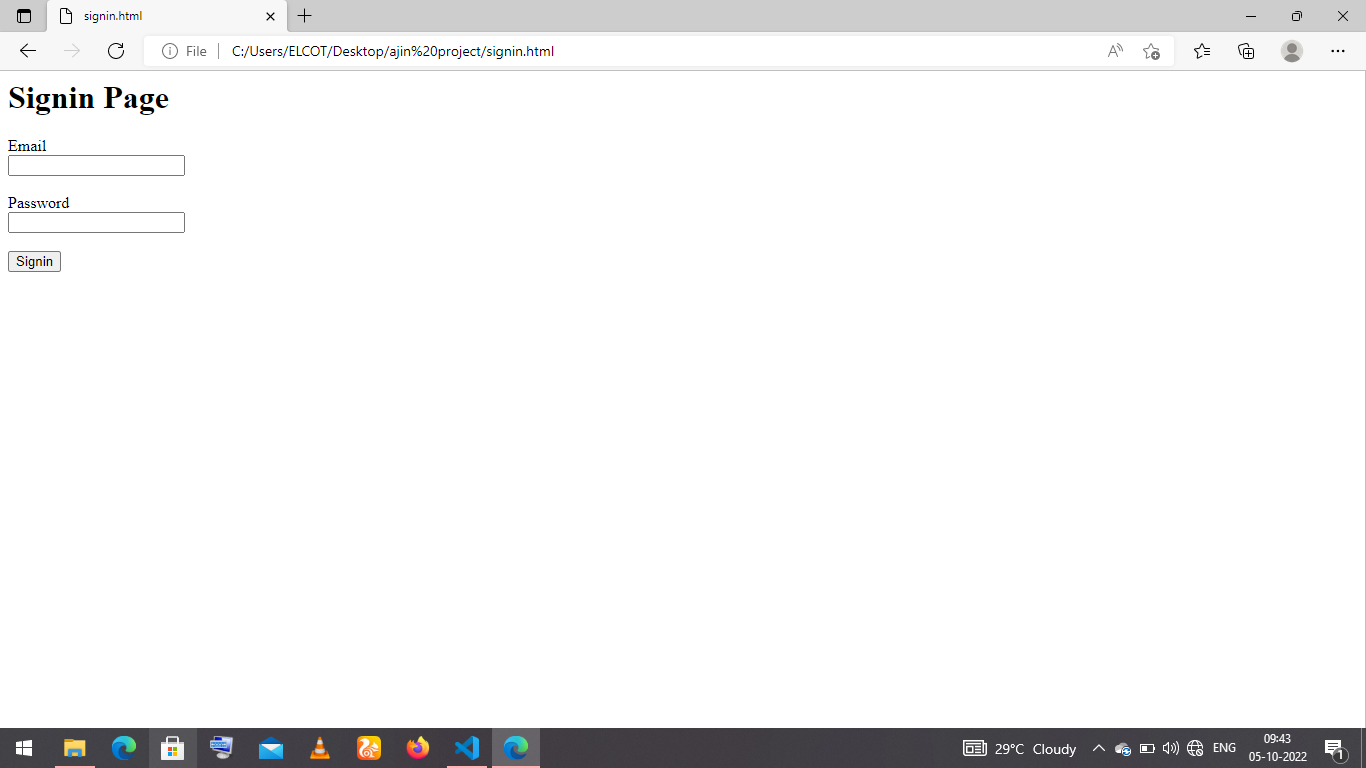 signin.html
File C:/Users/ELCOT/Desktop/ajin%20project/signin.html
Signin Page
Email
Password
Signin
29°C Cloudy
ENG
09:43
05-10-2022
1